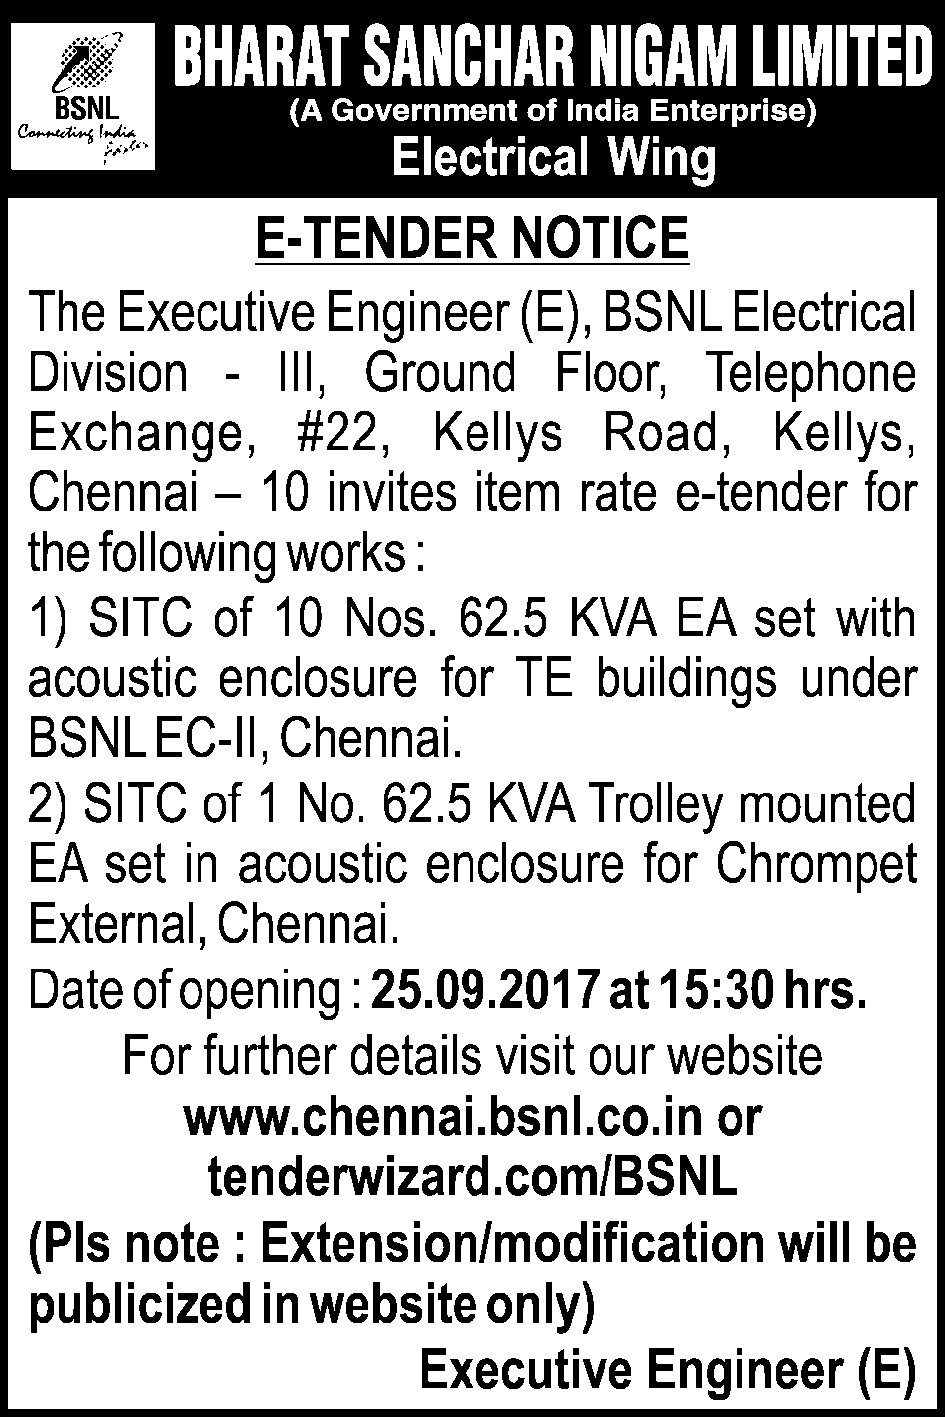 BSNL
Connecting India
faster
BHARAT SANCHAR NIGAM LIMITED
(A Government of India Enterprise)
Electrical Wing
E-TENDER NOTICE
The Executive Engineer (E), BSNL Electrical
Division - III, Ground Floor, Telephone
Exchange, #22, Kellys Road, Kellys,
Chennai – 10 invites item rate e-tender for
the following works :
1) SITC of 10 Nos. 62.5 KVA EA set with
acoustic enclosure for TE buildings under
BSNL EC-II, Chennai.
2) SITC of 1 No. 62.5 KVA Trolley mounted
EA set in acoustic enclosure for Chrompet
External, Chennai.
Date of opening : 25.09.2017 at 15:30 hrs.
For further details visit our website
www.chennai.bsnl.co.in or
tenderwizard.com/BSNL
(Pls note : Extension/modification will be
publicized in website only)
Executive Engineer (E)